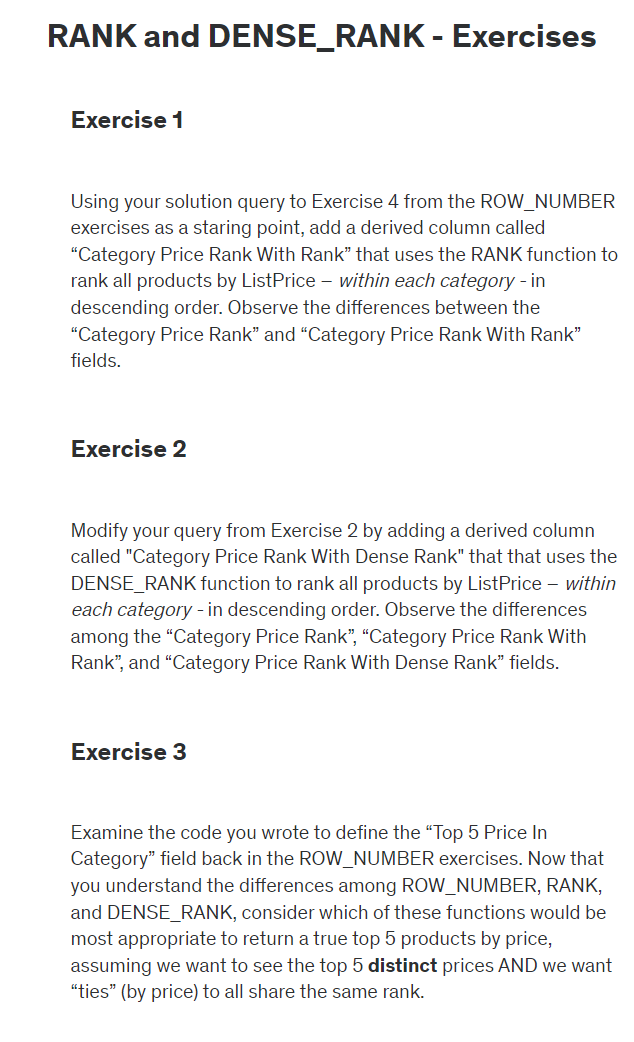 RANK and DENSE_RANK - Exercises
Exercise 1
Using your solution query to Exercise 4 from the ROW_NUMBER
exercises as a staring point, add a derived column called
“Category Price Rank With Rank” that uses the RANK function to
rank all products by ListPrice – within each category - in
descending order. Observe the differences between the
“Category Price Rank” and “Category Price Rank With Rank”
fields.
Exercise 2
Modify your query from Exercise 2 by adding a derived column
called "Category Price Rank With Dense Rank" that that uses the
DENSE_RANK function to rank all products by ListPrice – within
each category - in descending order. Observe the differences
among the “Category Price Rank”, “Category Price Rank With
Rank”, and “Category Price Rank With Dense Rank” fields.
Exercise 3
Examine the code you wrote to define the “Top 5 Price In
Category” field back in the ROW_NUMBER exercises. Now that
you understand the differences among ROW_NUMBER, RANK,
and DENSE_RANK, consider which of these functions would be
most appropriate to return a true top 5 products by price,
assuming we want to see the top 5 distinct prices AND we want
“ties” (by price) to all share the same rank.